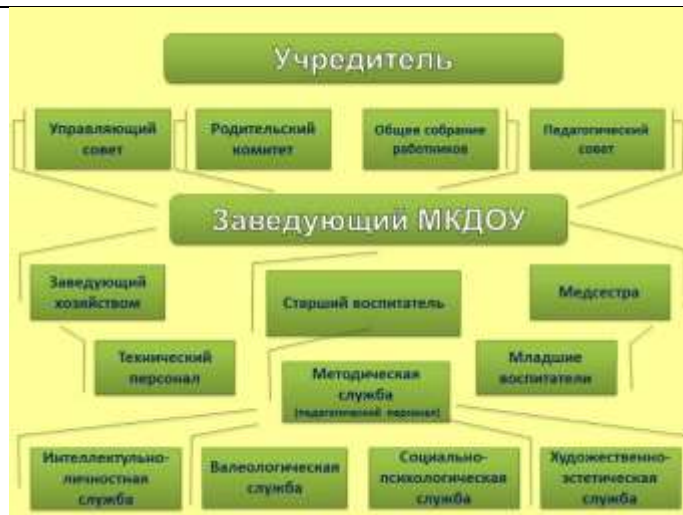 Учредитель
Управляющий
совет
Родительский
комитет
Общее собрание
работников
Педагогический
совет
Заведующий МКДОУ
Заведующий
хозяйством
Старший воспитатель
Медсестра
Технический
персонал
Методическая
служба
(педагогический персонал)
Младшие
воспитатели
Интеллектульно-
личностная
служба
Валеологическая
служба
Социально-
психологическая
служба
Художественно-
эстетическая
служба